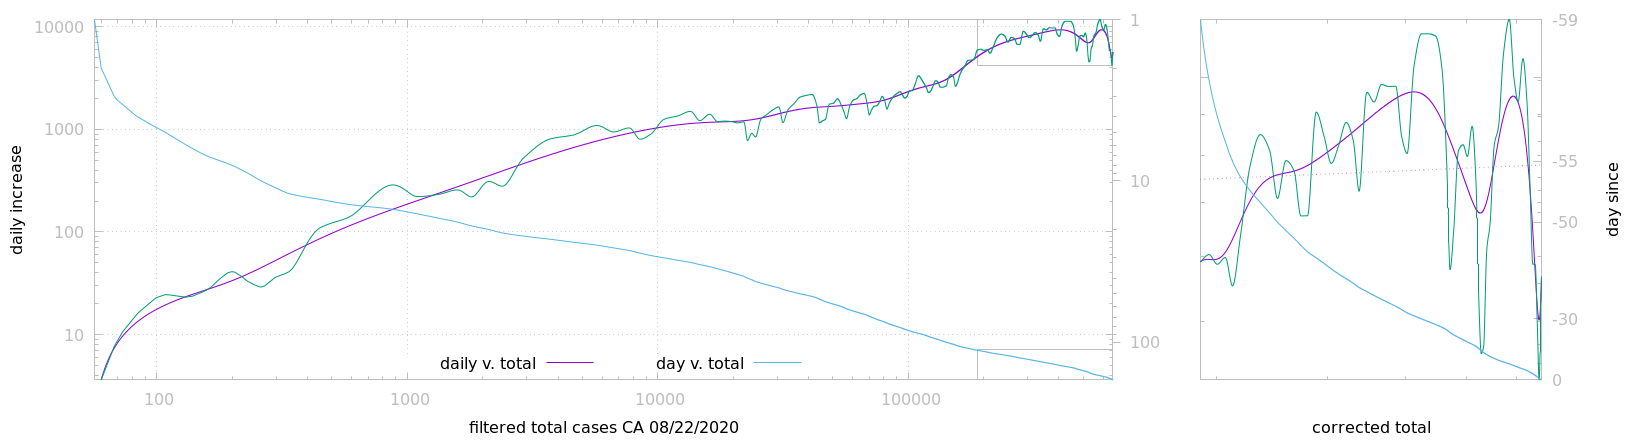 10000
1000
100
10
daily increase
100
1000
10000
100000
filtered total cases CA 08/22/2020
daily v. total
day v. total
1
10
100
-59
-55
-50
-30
0
day since
corrected total